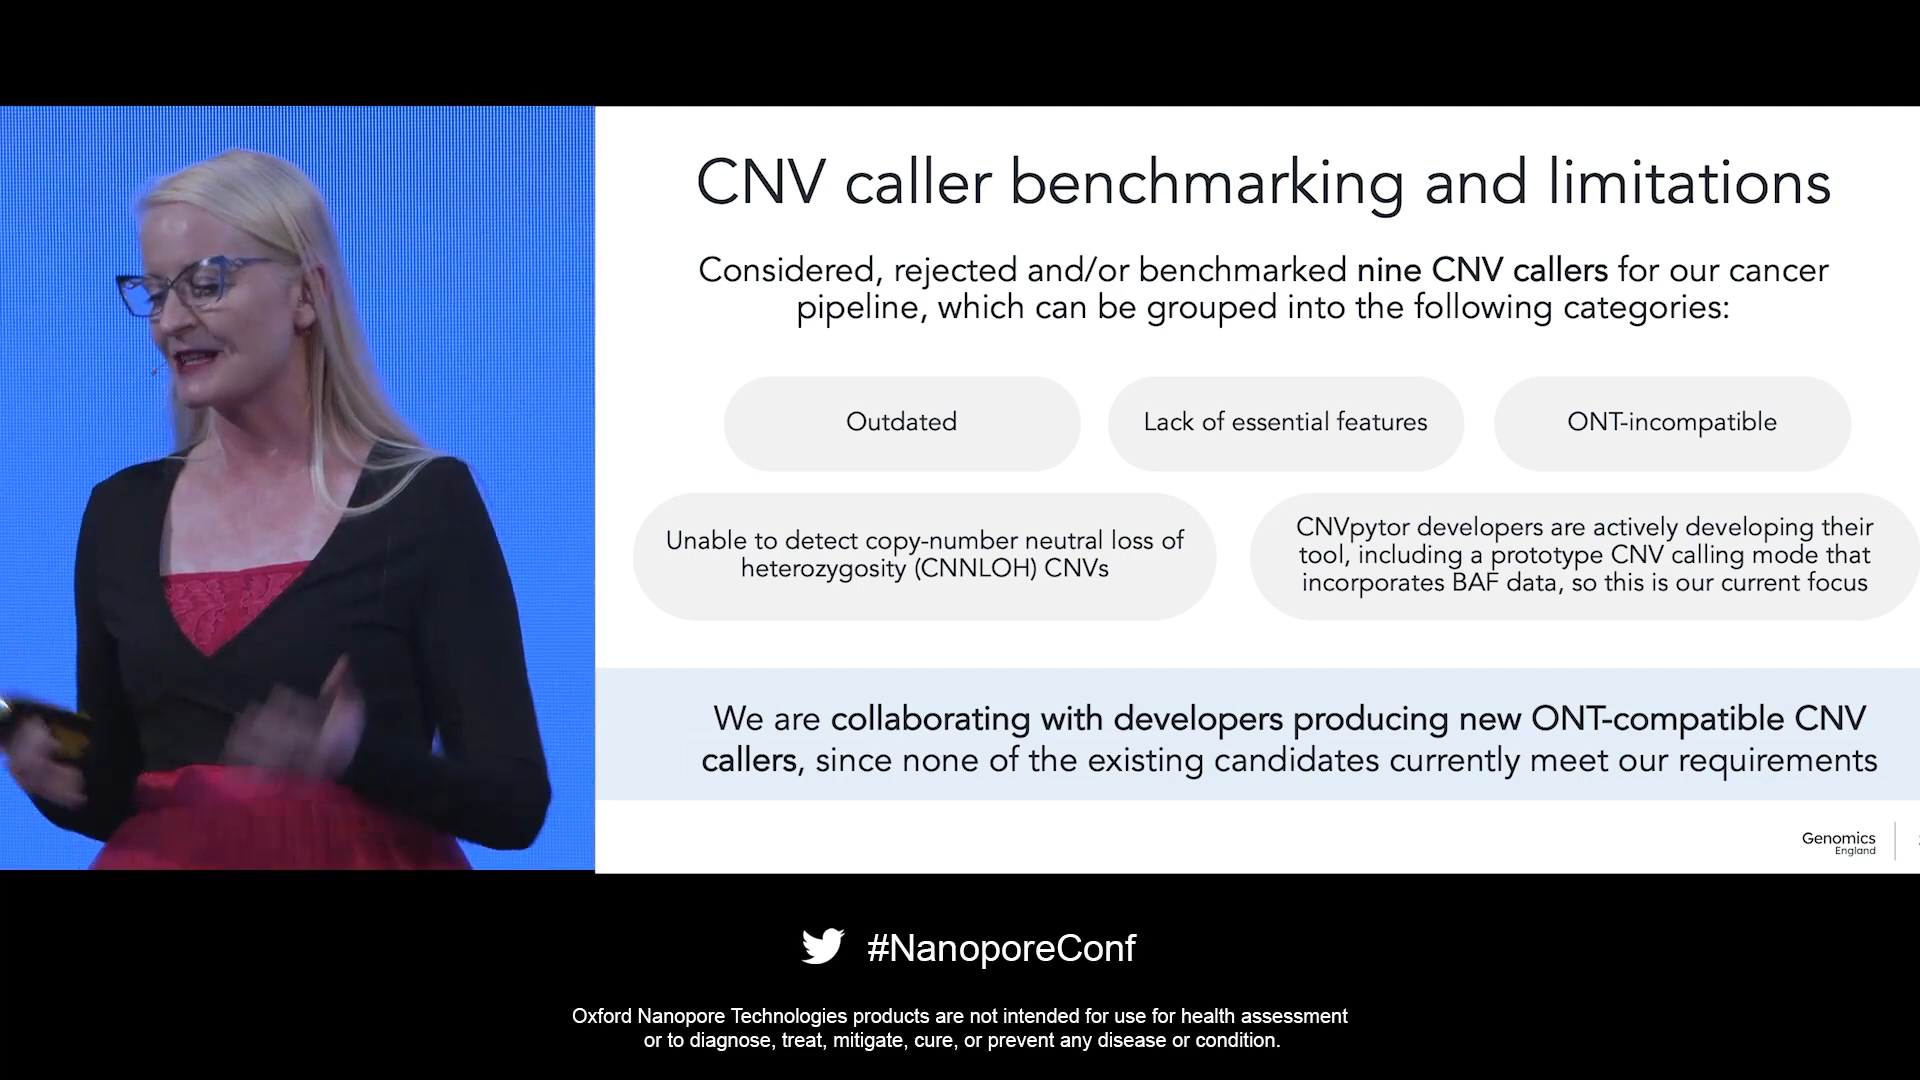 CNV caller benchmarking and limitations
Considered, rejected and/or benchmarked nine CNV callers for our cancer
pipeline, which can be grouped into the following categories:
Outdated
Lack of essential features
ONT-incompatible
Unable to detect copy-number neutral loss of
heterozygosity (CNNLOH) CNVs
CNVpytor developers are actively developing their
tool, including a prototype CNV calling mode that
incorporates BAF data, so this is our current focus
We are collaborating with developers producing new ONT-compatible CNV
callers, since none of the existing candidates currently meet our requirements
Genomics
England
#NanoporeConf
Oxford Nanopore Technologies products are not intended for use for health assessment
or to diagnose, treat, mitigate, cure, or prevent any disease or condition.